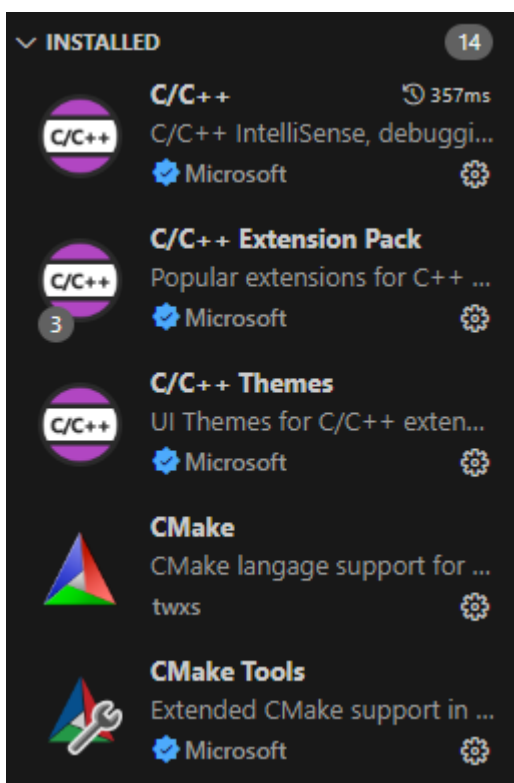 INSTALLED 14
C/C++ 357ms
C/C++
C/C++ IntelliSense, debuggi...
Microsoft
C/C++ Extension Pack
C/C++
Popular extensions for C++ ...
3
Microsoft
C/C++ Themes
C/C++
UI Themes for C/C++ exten...
Microsoft
CMake
CMake langage support for ...
twxs
CMake Tools
Extended CMake support in ...
Microsoft